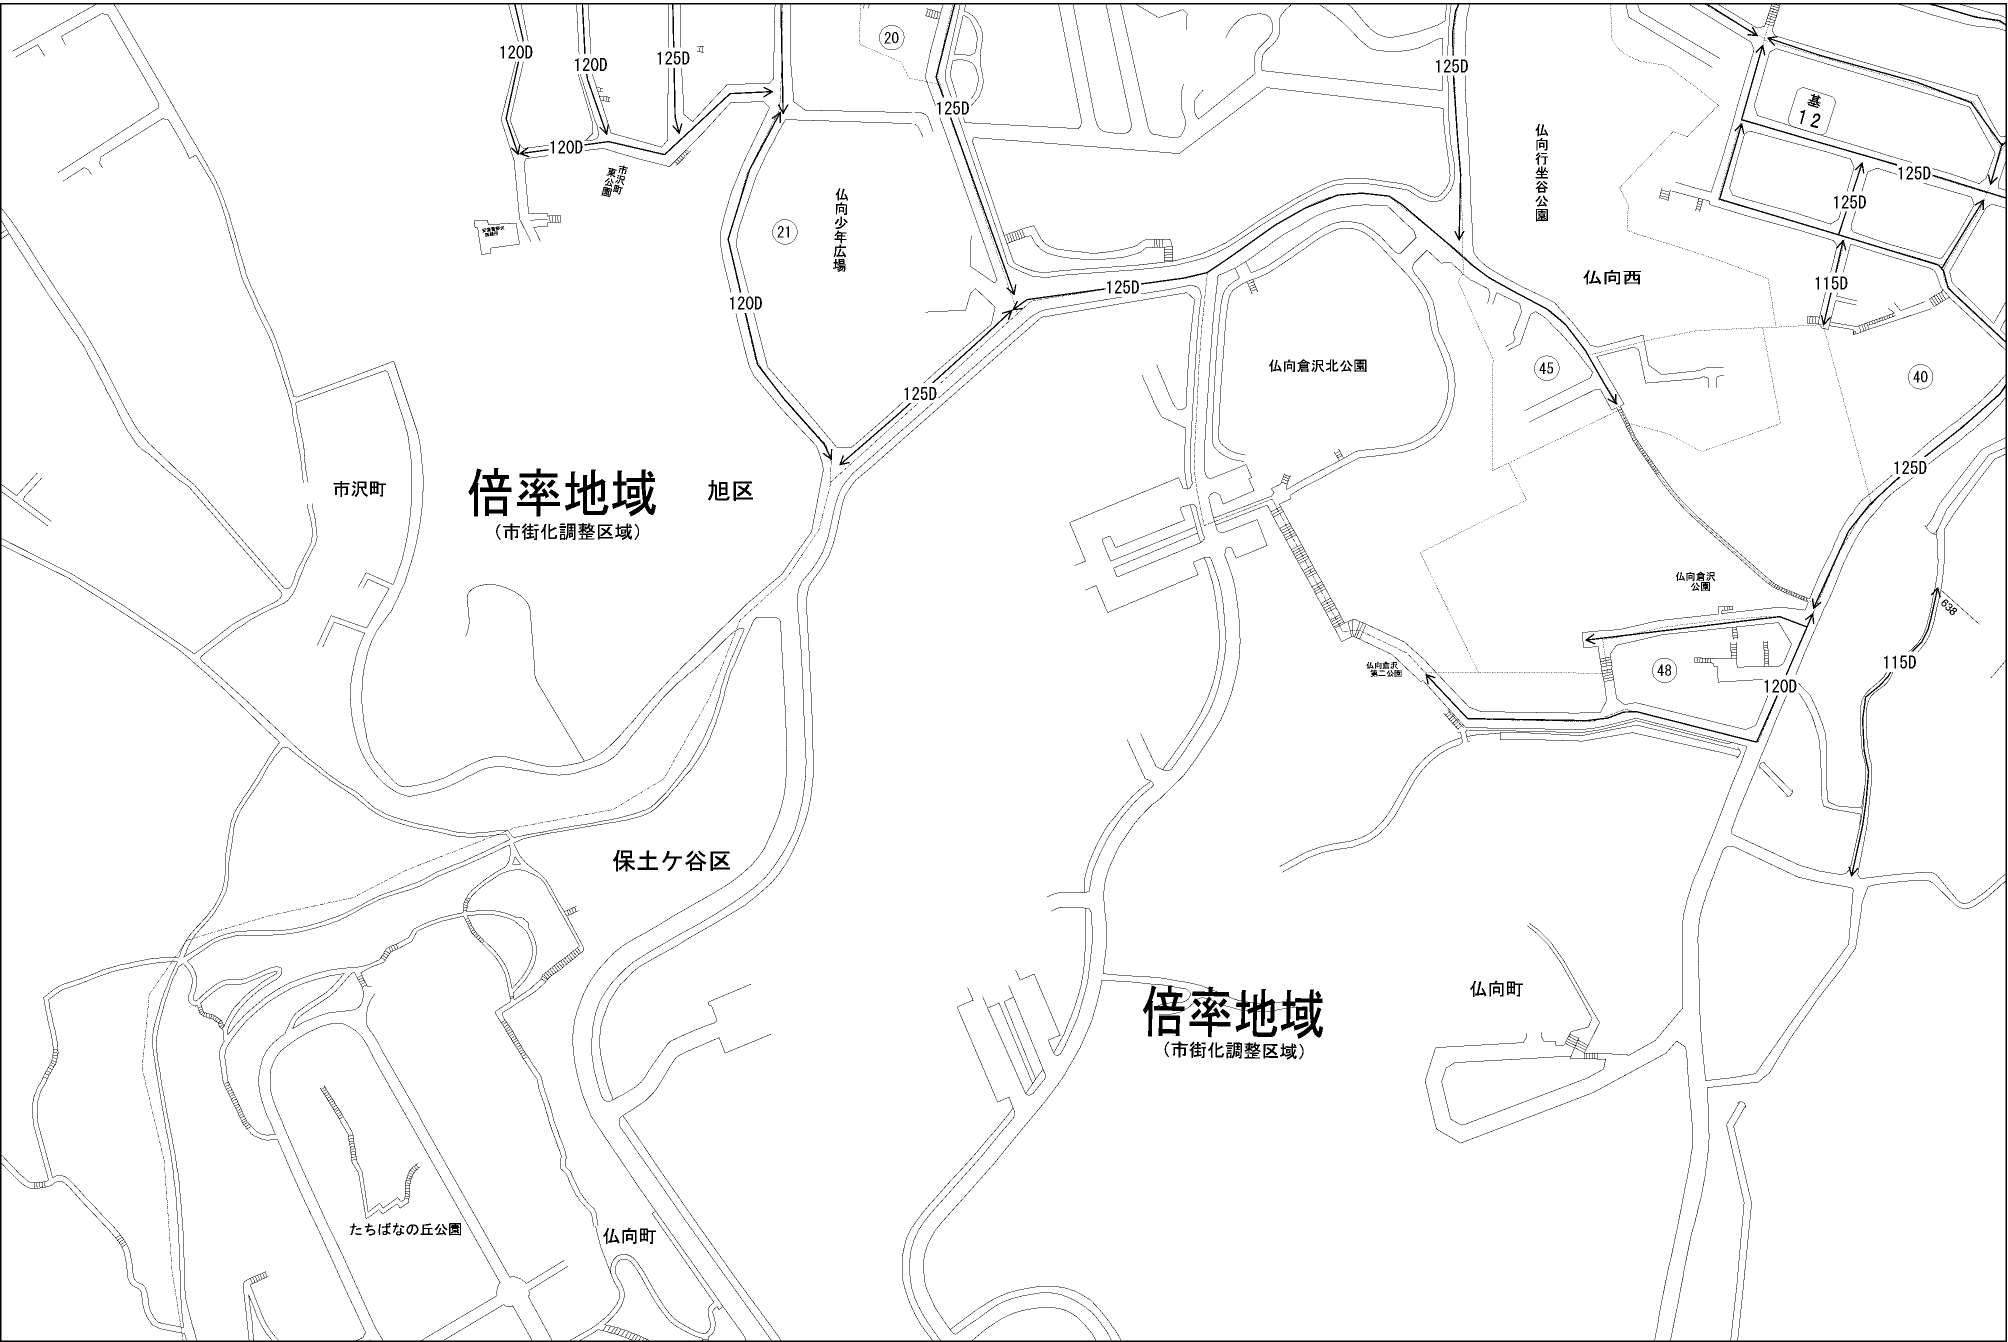 120D
120D
125D
20
125D
125D
基
12
120D
市沢町
東公園
21
仏向少年広場
仏向行坐谷公園
125D
125D
仏向西
115D
120D
125D
125D
仏向倉沢北公園
45
40
市沢町
倍率地域
(市街化調整区域)
旭区
125D
仏向倉沢
公園
638
仏向倉沢
第二公園
48
120D
115D
保土ケ谷区
倍率地域
(市街化調整区域)
仏向町
たちばなの丘公園
仏向町